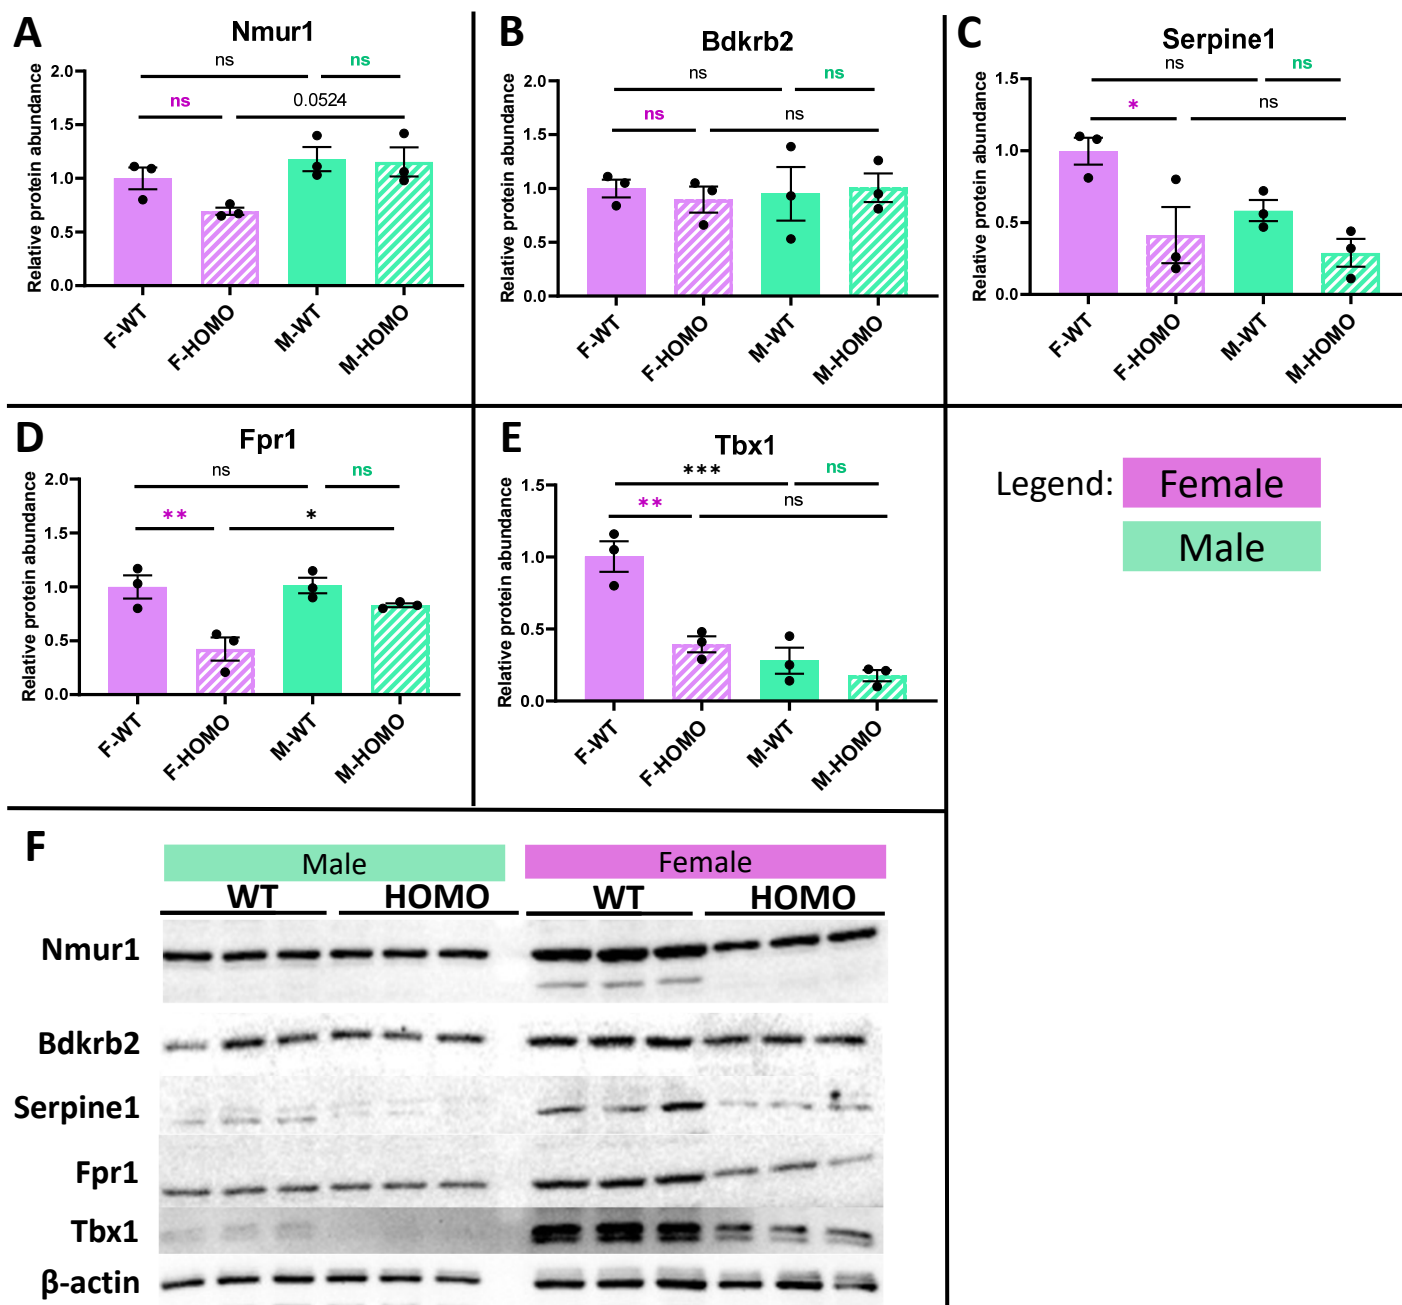 A
Nmur1
ns
ns
ns
0.0524
Relative protein abundance
2.0
1.5
1.0
0.5
0.0
F-WT
F-HOMO
M-WT
M-HOMO
B
Bdkrb2
ns
ns
ns
ns
Relative protein abundance
2.0
1.5
1.0
0.5
0.0
F-WT
F-HOMO
M-WT
M-HOMO
C
Serpine1
ns
ns
*
ns
Relative protein abundance
1.5
1.0
0.5
0.0
F-WT
F-HOMO
M-WT
M-HOMO
D
Fpr1
ns
ns
**
*
Relative protein abundance
2.0
1.5
1.0
0.5
0.0
F-WT
F-HOMO
M-WT
M-HOMO
E
Tbx1
***
ns
**
ns
Relative protein abundance
1.5
1.0
0.5
0.0
F-WT
F-HOMO
M-WT
M-HOMO
Legend: Female
Male
F
Male Female
WT HOMO WT HOMO
Nmur1
Bdkrb2
Serpine1
Fpr1
Tbx1
β-actin